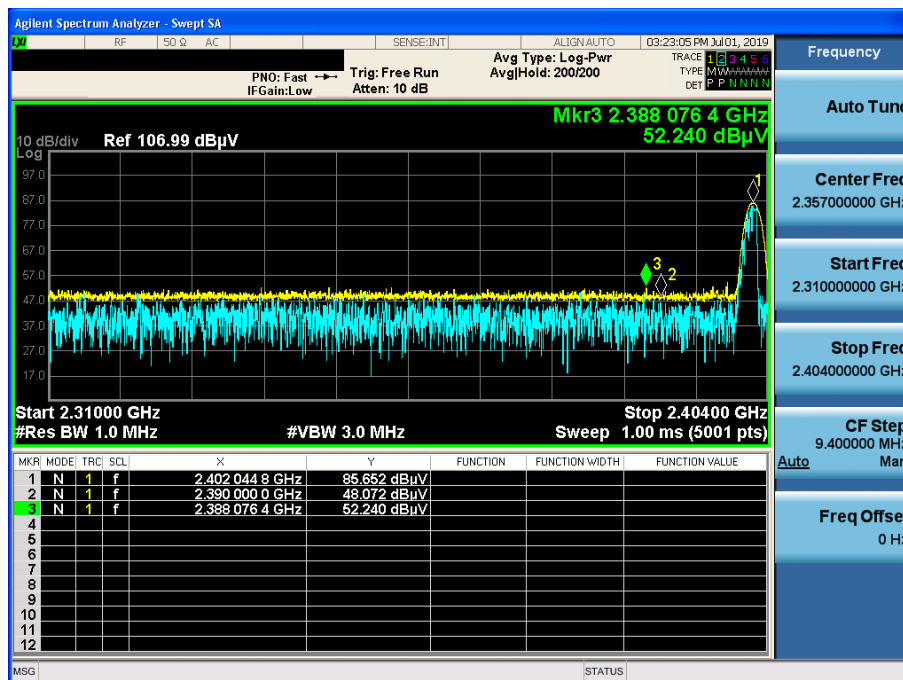 Agilent Spectrum Analyzer - Swept SA
LXI RF 50 Ω AC SENSE:INT ALIGN AUTO 03:23:05 PM Jul 01, 2019
Frequency
PNO: Fast
IFGain:Low
Trig: Free Run
Atten: 10 dB
Avg Type: Log-Pwr
Avg|Hold: 200/200
TRACE 1 2 3 4 5 6
TYPE M W W W W W
DET P P N N N N
Auto Tune
Mkr3 2.388 076 4 GHz
52.240 dBµV
10 dB/div Ref 106.99 dBµV
Log
97.0
87.0
77.0
67.0
57.0
47.0
37.0
27.0
17.0
1
3
2
Start 2.31000 GHz Stop 2.40400 GHz
#Res BW 1.0 MHz #VBW 3.0 MHz Sweep 1.00 ms (5001 pts)
Center Freq
2.357000000 GHz
Start Freq
2.310000000 GHz
Stop Freq
2.404000000 GHz
CF Step
9.400000 MHz
Auto Man
Freq Offset
0 Hz
MKR MODE TRC SCL X Y FUNCTION FUNCTION WIDTH FUNCTION VALUE
1 N 1 f 2.402 044 8 GHz 85.652 dBµV
2 N 1 f 2.390 000 0 GHz 48.072 dBµV
3 N 1 f 2.388 076 4 GHz 52.240 dBµV
4
5
6
7
8
9
10
11
12
MSG STATUS